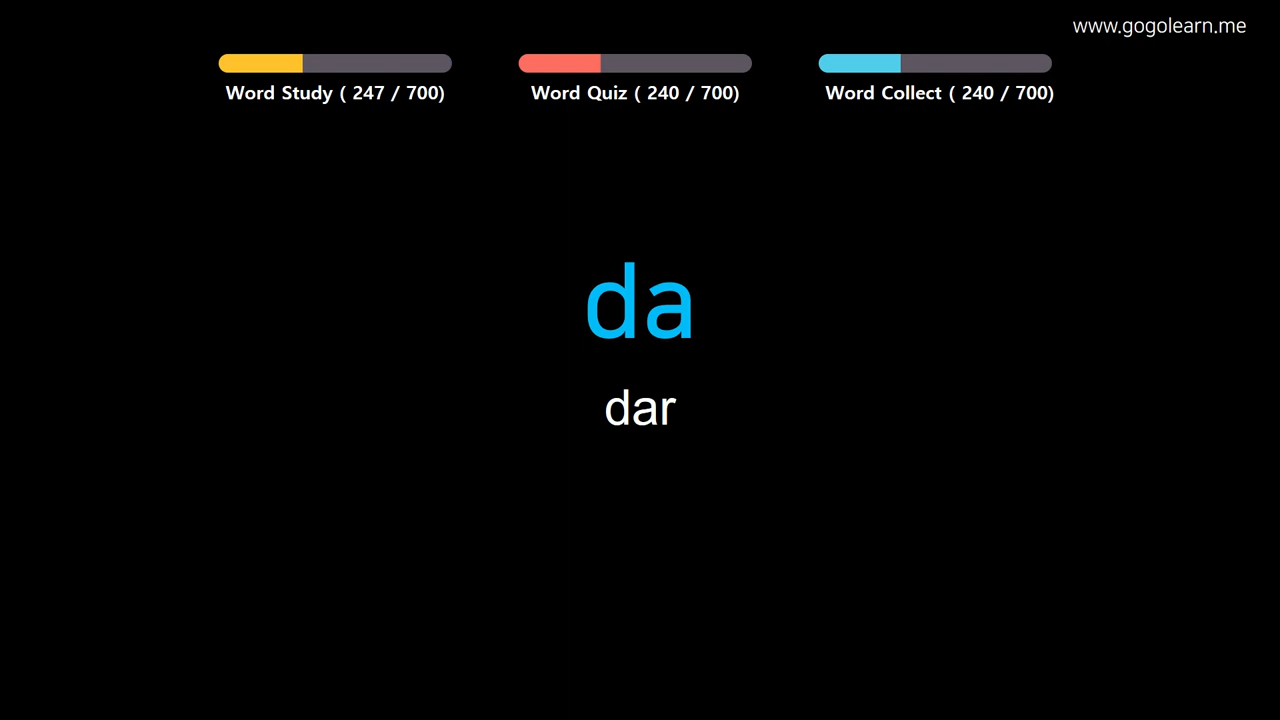 www.gogolearn.me
Word Study ( 247 / 700)
Word Quiz ( 240 / 700)
Word Collect ( 240 / 700)
da
dar